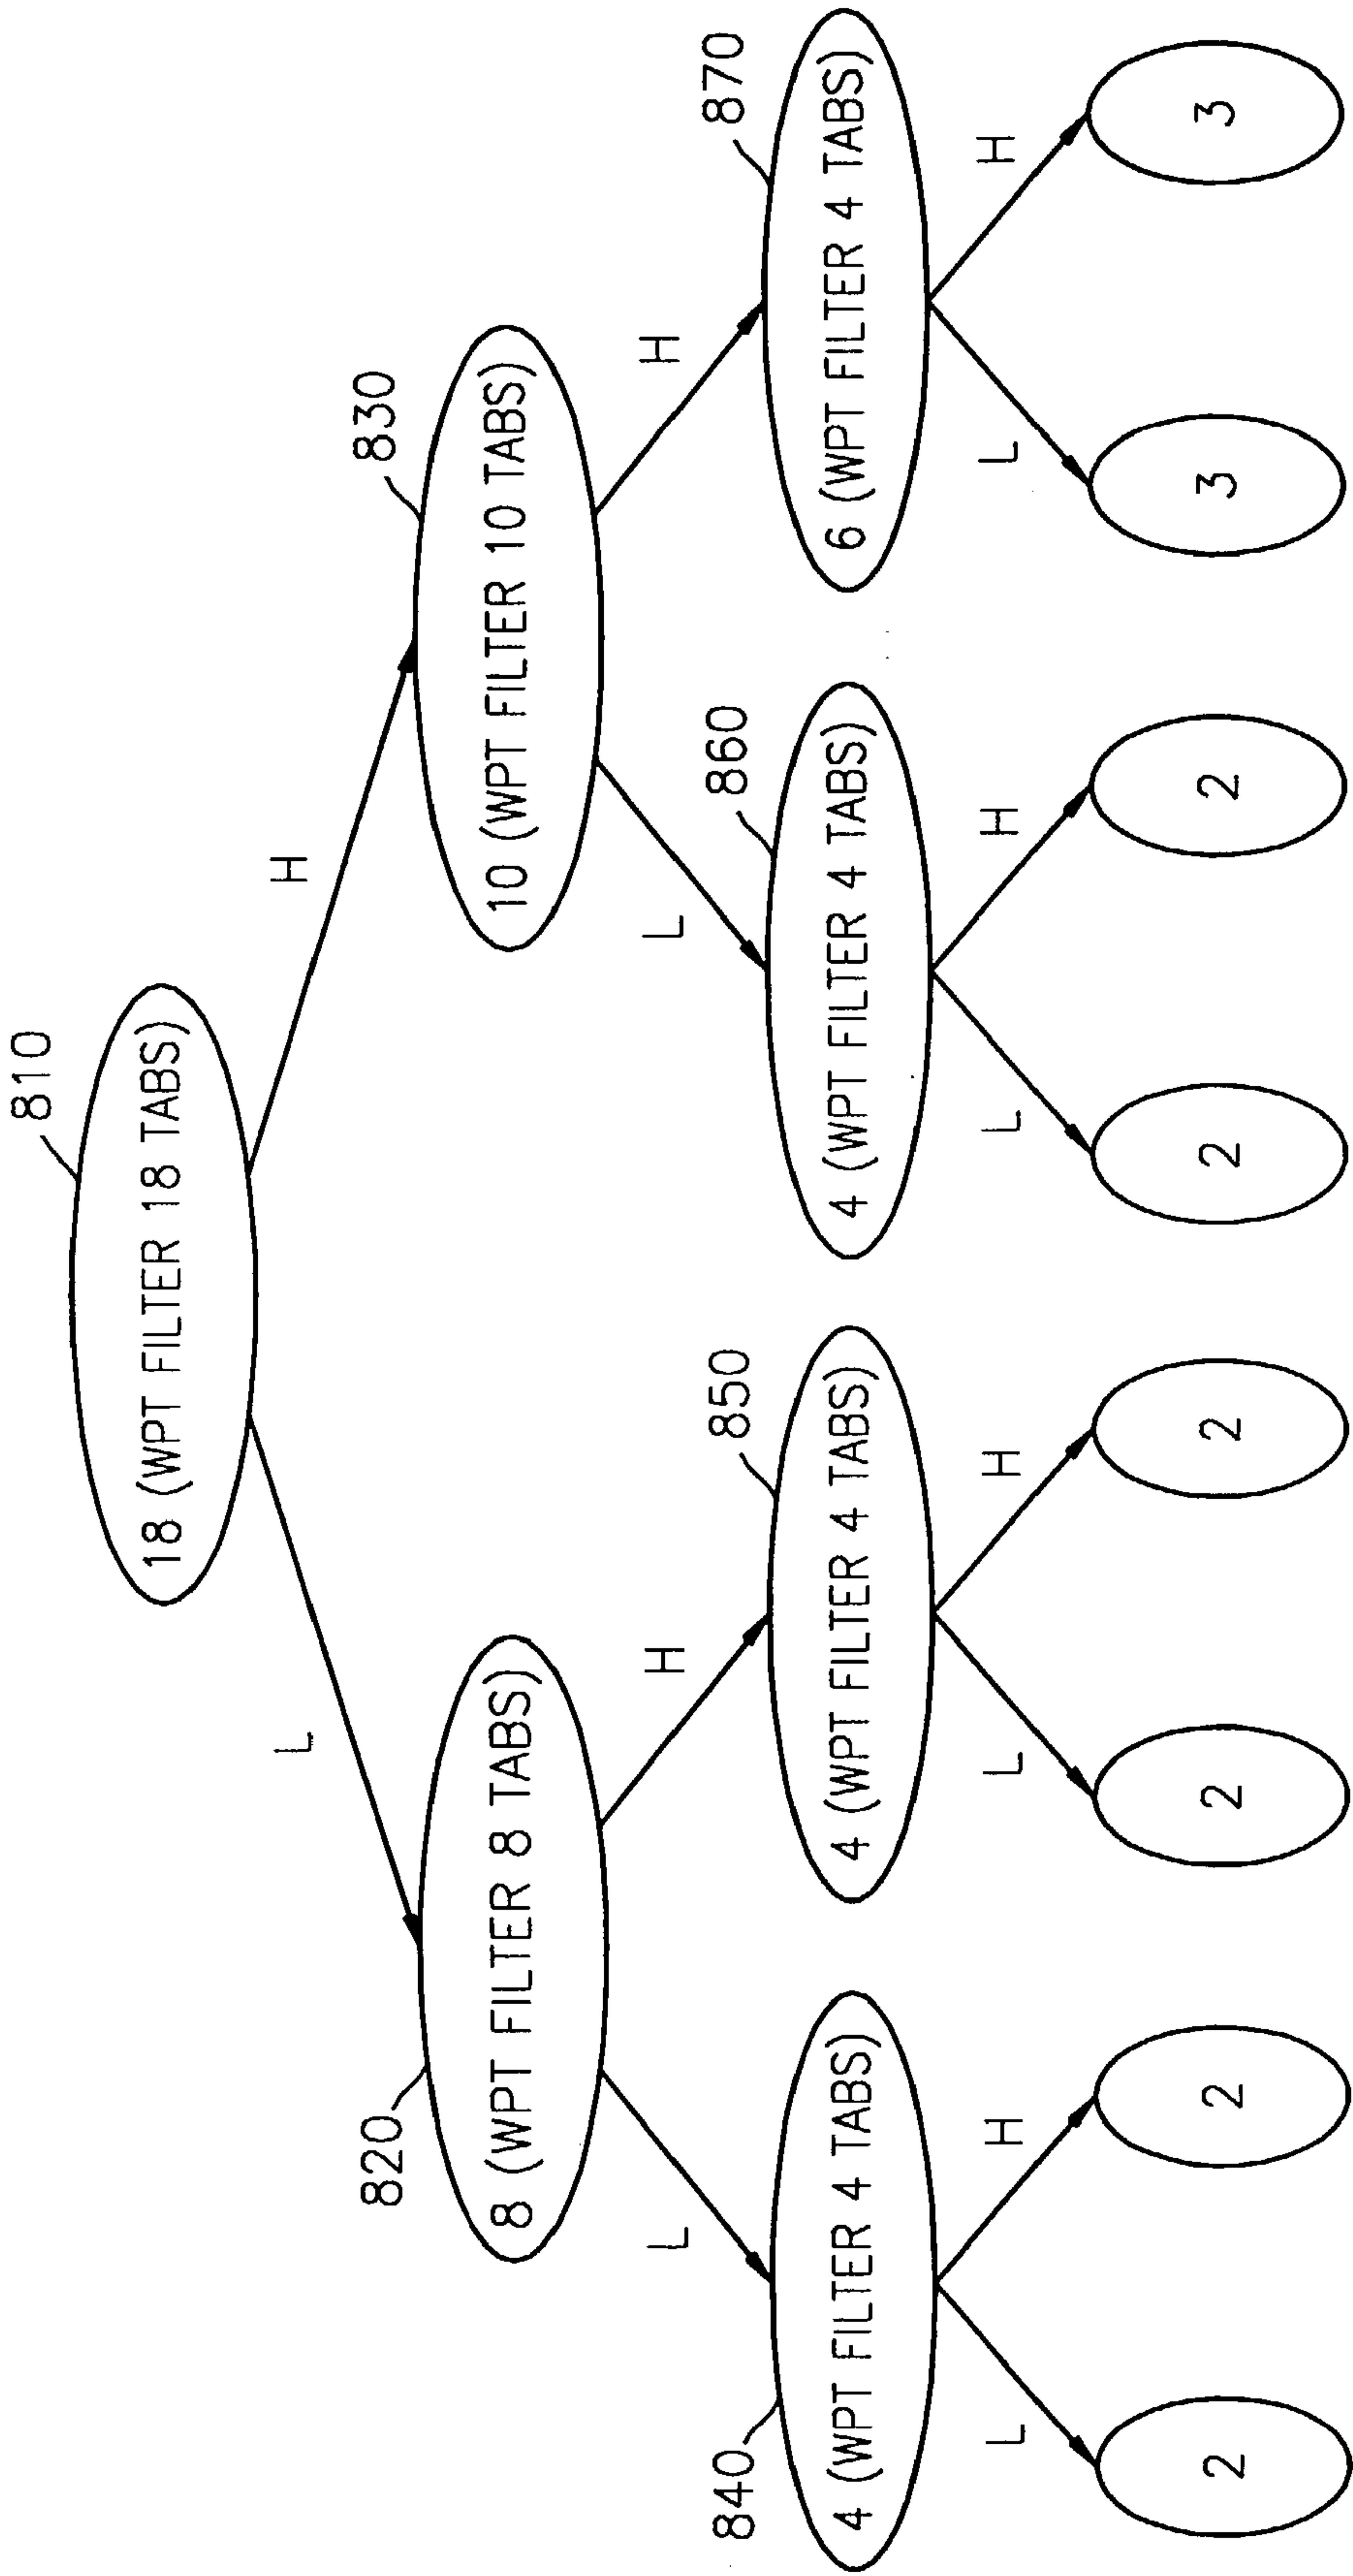 810
18 (WPT FILTER 18 TABS)
L
H
820
8 (WPT FILTER 8 TABS)
830
10 (WPT FILTER 10 TABS)
L
H
L
H
840
4 (WPT FILTER 4 TABS)
850
4 (WPT FILTER 4 TABS)
860
4 (WPT FILTER 4 TABS)
870
6 (WPT FILTER 4 TABS)
L
H
L
H
L
H
L
H
2
2
2
2
2
2
3
3